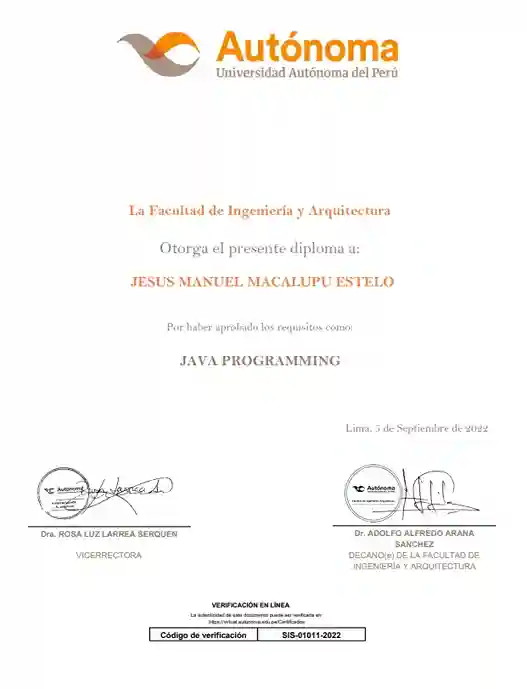 Autónoma
Universidad Autónoma del Perú
La Facultad de Ingeniería y Arquitectura
Otorga el presente diploma a:
JESUS MANUEL MACALUPU ESTELO
Por haber aprobado los requisitos como:
JAVA PROGRAMMING
Lima, 5 de Septiembre de 2022
Autónoma
Dra. ROSA LUZ LARREA SERQUEN
VICERRECTORA
Autónoma
Dr. ADOLFO ALFREDO ARANA
SANCHEZ
DECANO(e) DE LA FACULTAD DE
INGENIERÍA Y ARQUITECTURA
VERIFICACIÓN EN LÍNEA
La autenticidad de este documento puede ser verificada en
https://virtual.autonoma.edu.pe/Certificados
Código de verificación SIS-01011-2022